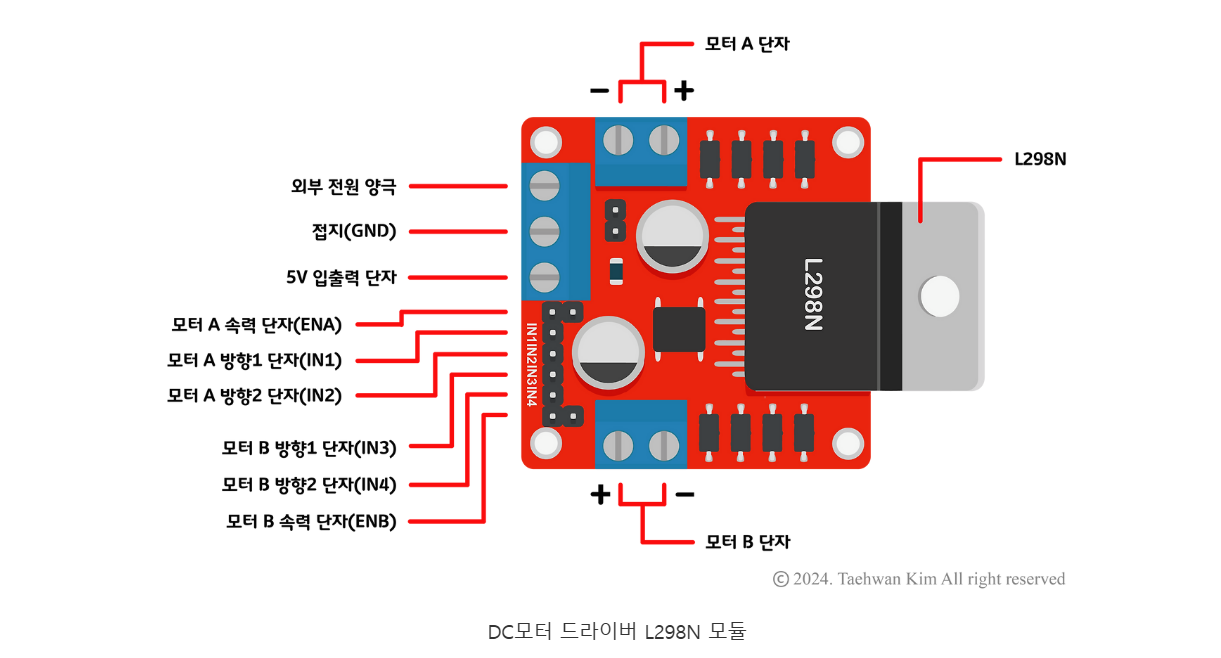 모터 A 단자
− +
L298N
외부 전원 양극
접지(GND)
5V 입출력 단자
모터 A 속력 단자(ENA)
모터 A 방향1 단자(IN1)
모터 A 방향2 단자(IN2)
모터 B 방향1 단자(IN3)
모터 B 방향2 단자(IN4)
모터 B 속력 단자(ENB)
IN1IN2IN3IN4
L298N
+ −
모터 B 단자
© 2024. Taehwan Kim All right reserved
DC모터 드라이버 L298N 모듈